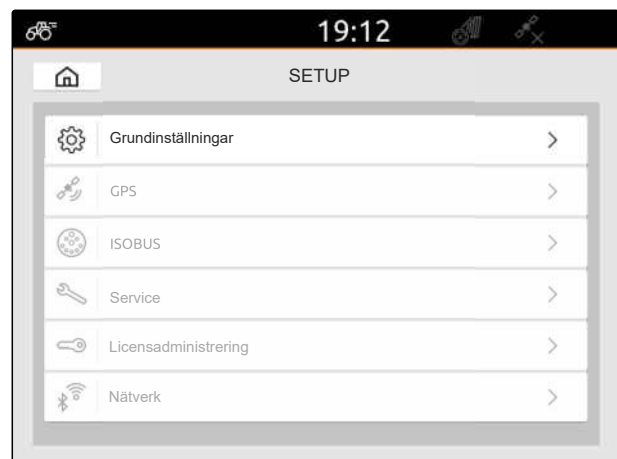 19:12
SETUP
Grundinställningar
GPS
ISOBUS
Service
Licensadministrering
Nätverk